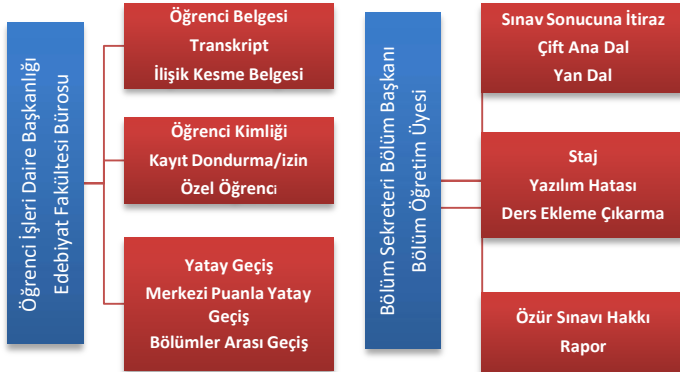 Öğrenci İşleri Daire Başkanlığı
Edebiyat Fakültesi Bürosu
Öğrenci Belgesi
Transkript
İlişik Kesme Belgesi
Öğrenci Kimliği
Kayıt Dondurma/izin
Özel Öğrenci
Yatay Geçiş
Merkezi Puanla Yatay
Geçiş
Bölümler Arası Geçiş
Bölüm Sekreteri Bölüm Başkanı
Bölüm Öğretim Üyesi
Sınav Sonucuna İtiraz
Çift Ana Dal
Yan Dal
Staj
Yazılım Hatası
Ders Ekleme Çıkarma
Özür Sınavı Hakkı
Rapor